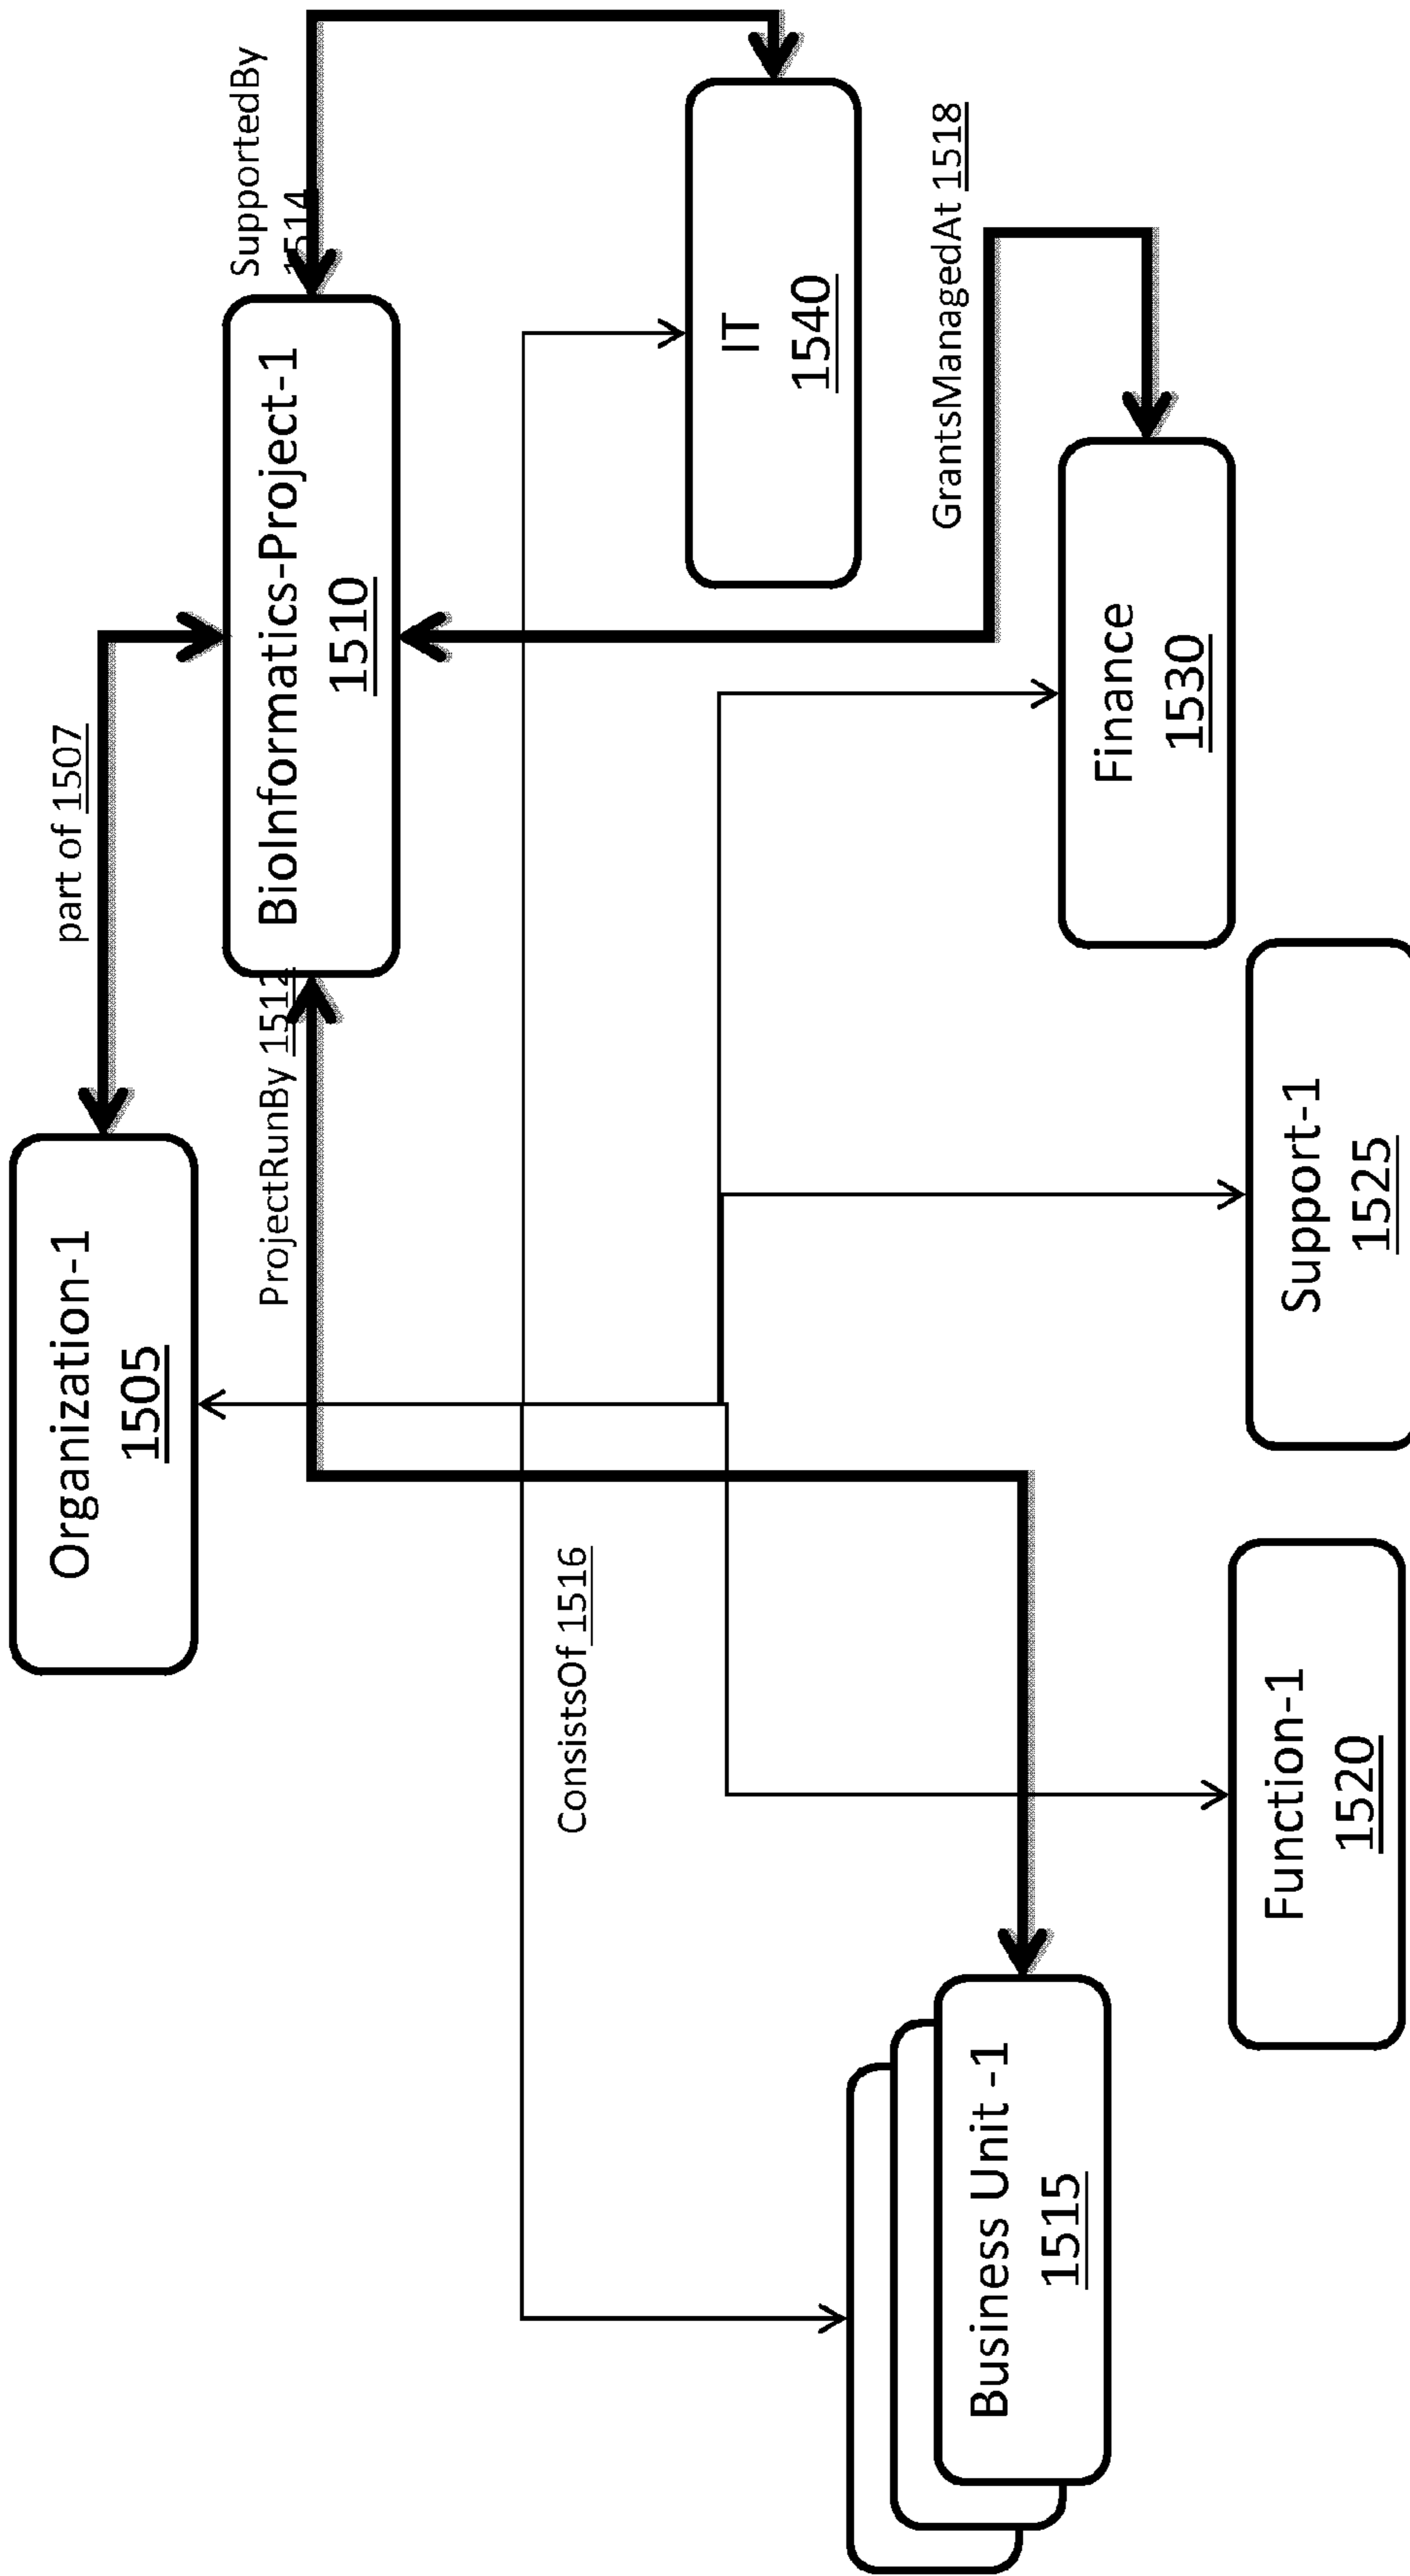 Organization-1
1505
part of 1507
SupportedBy
1514
ProjectRunBy 1512
BioInformatics-Project-1
1510
ConsistsOf 1516
IT
1540
GrantsManagedAt 1518
Business Unit -1
1515
Finance
1530
Function-1
1520
Support-1
1525